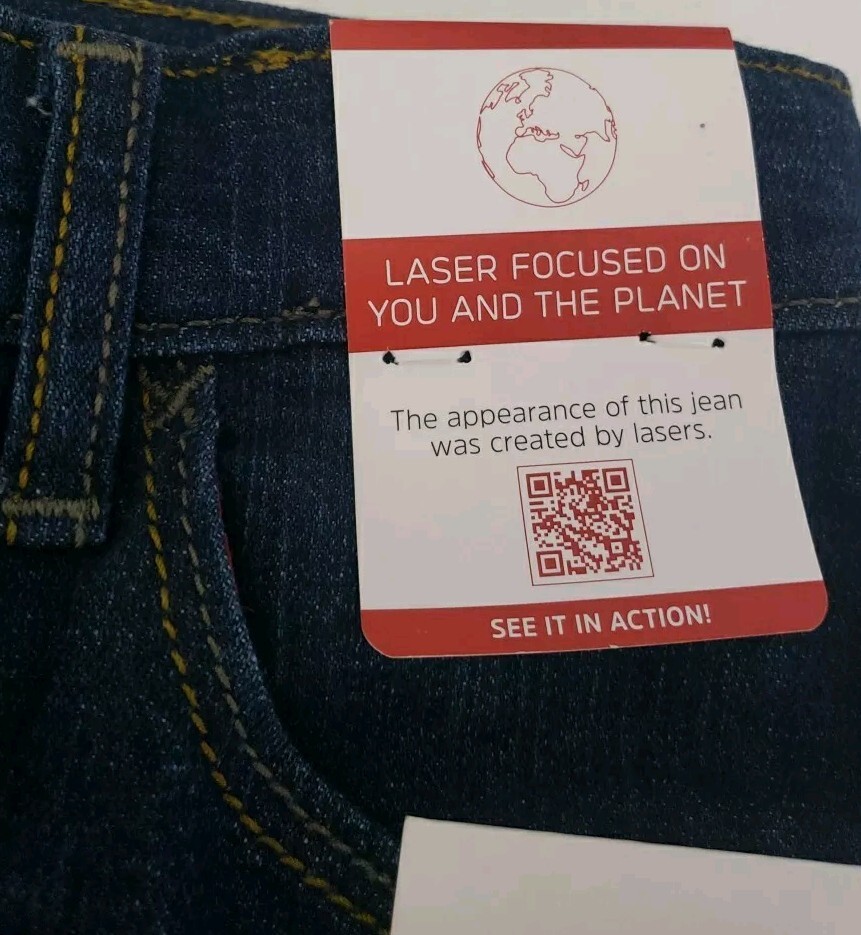 LASER FOCUSED ON
YOU AND THE PLANET
The appearance of this jean
was created by lasers.
SEE IT IN ACTION!